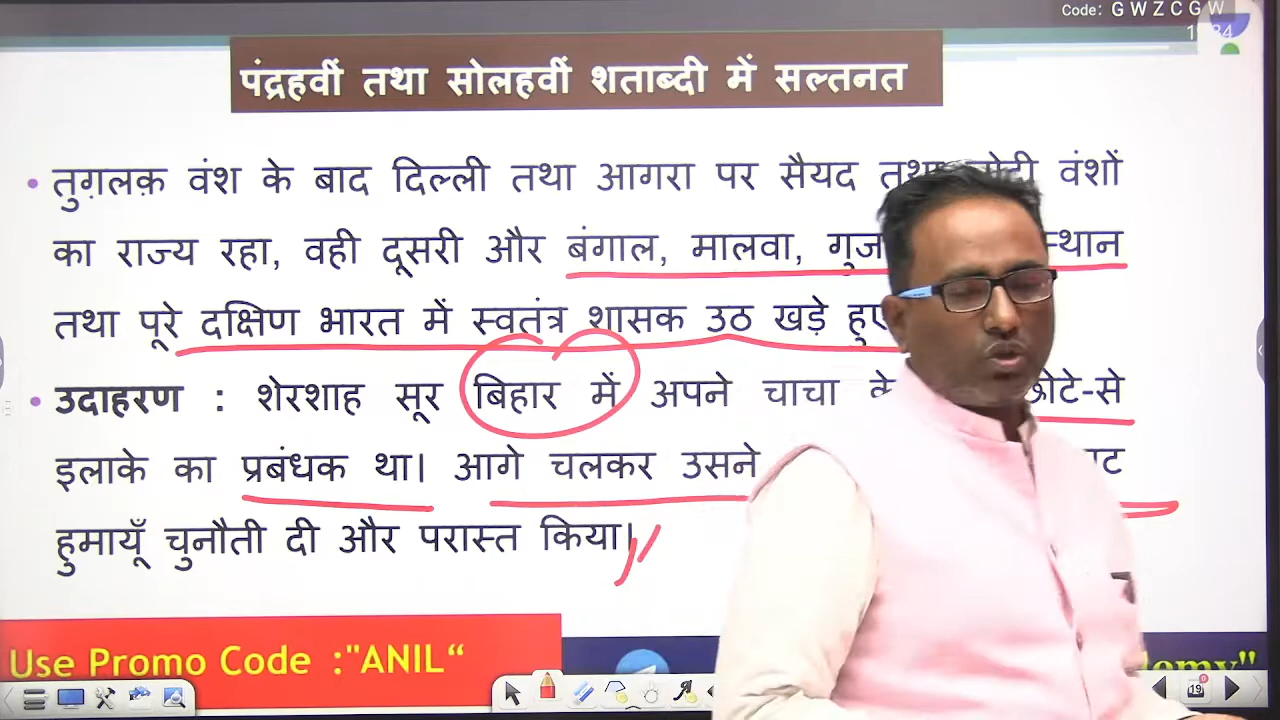 Code: G W Z C G W
पंद्रहवीं तथा सोलहवीं शताब्दी में सल्तनत
• तुग़लक़ वंश के बाद दिल्ली तथा आगरा पर सैयद तथा वंशों
का राज्य रहा, वही दूसरी और बंगाल, मालवा,
तथा पूरे दक्षिण भारत में स्वतंत्र शासक उठ खड़े
• उदाहरण : शेरशाह सूर बिहार में अपने चाचा छोटे-से
इलाके का प्रबंधक था। आगे चलकर उसने
हुमायूँ चुनौती दी और परास्त किया।
Use Promo Code :"ANIL“
19